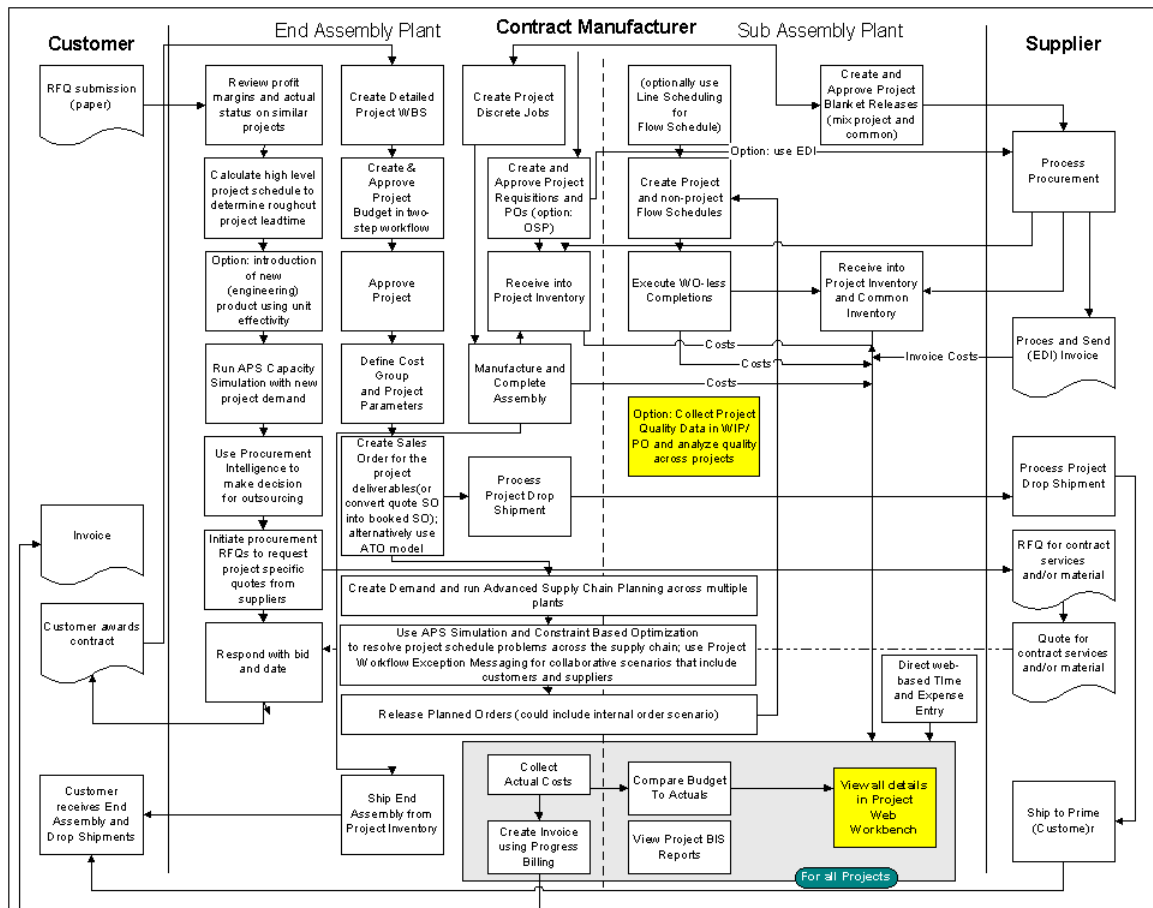 Contract Manufacturer
Customer
End Assembly Plant
Sub Assembly Plant
Supplier
RFQ submission
(paper)
Review profit
margins and actual
status on similar
projects
Create Detailed
Project WBS
Create Project
Discrete Jobs
(optionally use
Line Scheduling
for
Flow Schedule)
Create and
Approve Project
Blanket Releases
(mix project and
common)
Option: use EDI
Process
Procurement
Calculate high level
project schedule to
determine roughcut
project leadtime
Create &
Approve
Project
Budget in two-
step workflow
Create and
Approve Project
Requisitions and
POs (option:
OSP)
Create Project
and non-project
Flow Schedules
Option: introduction
of new
(engineering)
product using unit
effectivity
Approve
Project
Receive into
Project Inventory
Execute WO-less
Completions
Receive into
Project Inventory
and Common
Inventory
Costs
Invoice Costs
Proces and Send
(EDI) Invoice
Run APS Capacity
Simulation with new
project demand
Define Cost
Group
and Project
Parameters
Manufacture and
Complete
Assembly
Costs
Costs
Option: Collect Project
Quality Data in WIP/
PO and analyze quality
across projects
Use Procurement
Intelligence to
make decision
for outsourcing
Create Sales
Order for the
project
deliverables(or
convert quote SO
into booked SO);
alternatively use
ATO model
Process
Project Drop
Shipment
Process Project
Drop Shipment
Invoice
Initiate procurement
RFQs to request
project specific
quotes from
suppliers
RFQ for contract
services
and/or material
Create Demand and run Advanced Supply Chain Planning across multiple
plants
Customer awards
contract
Respond with bid
and date
Use APS Simulation and Constraint Based Optimization
to resolve project schedule problems across the supply chain; use Project
Workflow Exception Messaging for collaborative scenarios that include
customers and suppliers
Quote for
contract services
and/or material
Direct web-
based TIme
and Expense
Entry
Release Planned Orders (could include internal order scenario)
Customer
receives End
Assembly and
Drop Shipments
Ship End
Assembly from
Project Inventory
Collect
Actual Costs
Compare Budget
To Actuals
View all details
in Project
Web
Workbench
Ship to Prime
(Custome)r
Create Invoice
using Progress
Billing
View Project BIS
Reports
For all Projects